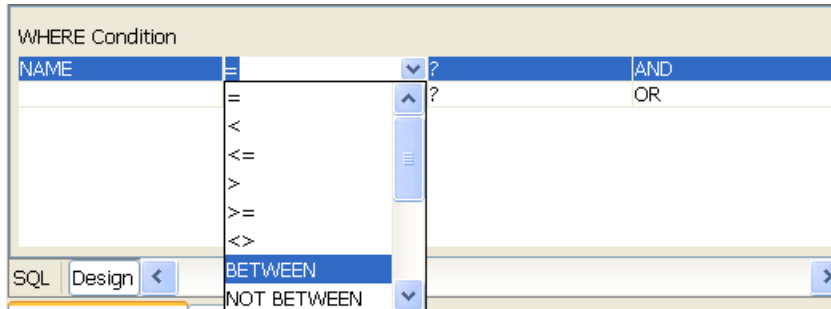 WHERE Condition
NAME = ? AND
= ? OR
<
<=
>
>=
<>
BETWEEN
NOT BETWEEN
SQL Design